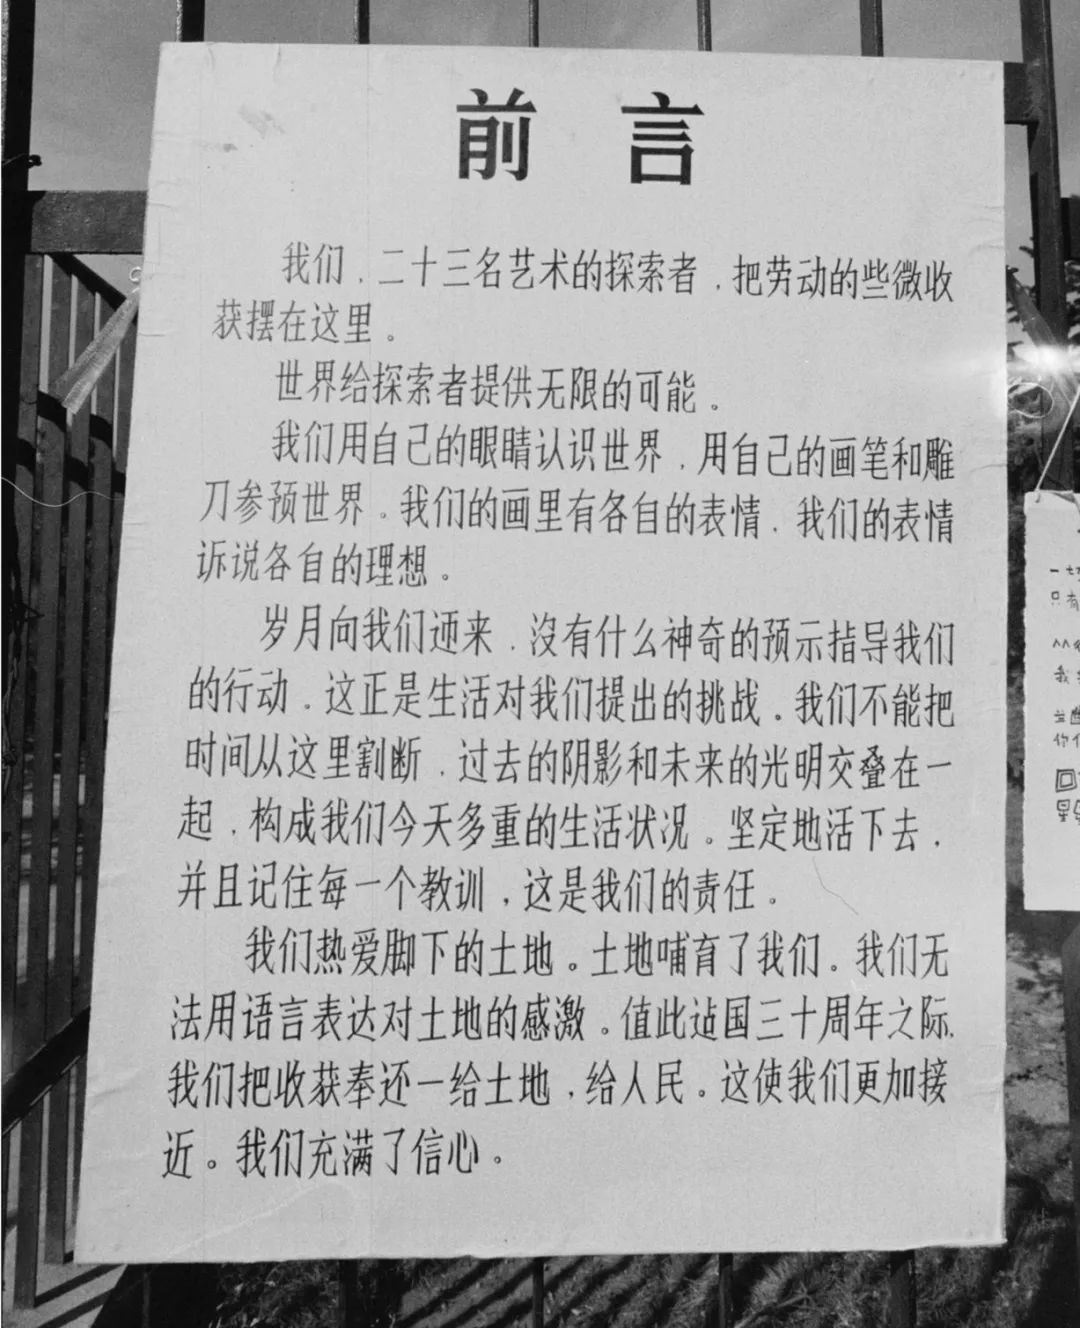 前言
我们，二十三名艺术的探索者，把劳动的些微收
获摆在这里。
世界给探索者提供无限的可能。
我们用自己的眼睛认识世界，用自己的画笔和雕
刀参预世界。我们的画里有各自的表情，我们的表情
诉说各自的理想。
岁月向我们迊来，沒有什么神奇的预示指导我们
的行动，这正是生活对我们提出的挑战。我们不能把
时间从这里割断，过去的阴影和未来的光明交叠在一
起，构成我们今天多重的生活状况。坚定地活下去，
并且记住每一个教训，这是我们的责任。
我们热爱脚下的土地。土地哺育了我们。我们无
法用语言表达对土地的感激。值此迠国三十周年之际、
我们把收获奉还一给土地，给人民。这使我们更加接
近。我们充满了信心。
只有